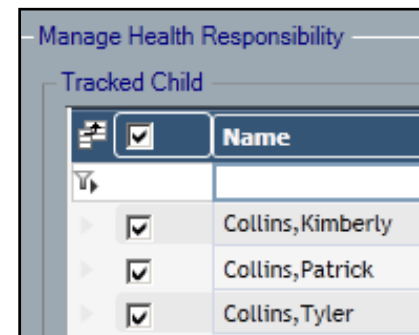 Manage Health Responsibility
Tracked Child
Name
Collins,Kimberly
Collins,Patrick
Collins,Tyler